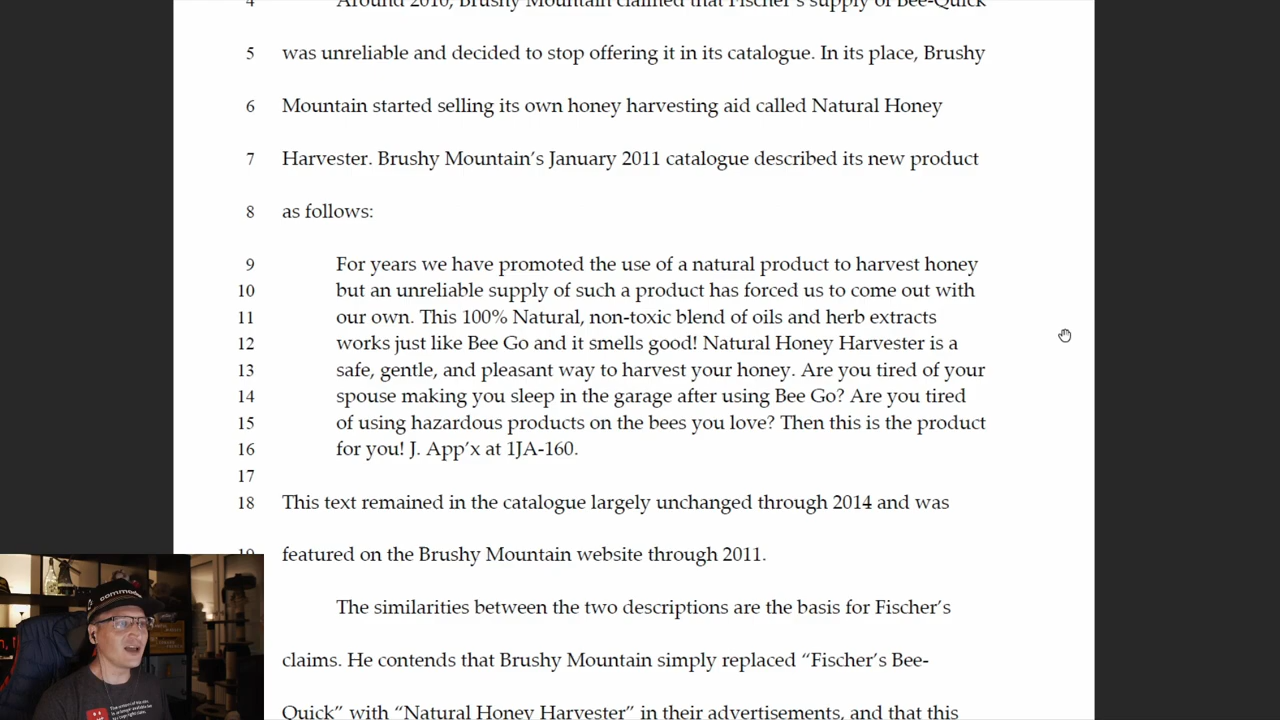 4 Around 2010, Brushy Mountain claimed that Fischer's supply of Bee-Quick
5 was unreliable and decided to stop offering it in its catalogue. In its place, Brushy
6 Mountain started selling its own honey harvesting aid called Natural Honey
7 Harvester. Brushy Mountain's January 2011 catalogue described its new product
8 as follows:
9 For years we have promoted the use of a natural product to harvest honey
10 but an unreliable supply of such a product has forced us to come out with
11 our own. This 100% Natural, non-toxic blend of oils and herb extracts
12 works just like Bee Go and it smells good! Natural Honey Harvester is a
13 safe, gentle, and pleasant way to harvest your honey. Are you tired of your
14 spouse making you sleep in the garage after using Bee Go? Are you tired
15 of using hazardous products on the bees you love? Then this is the product
16 for you! J. App'x at 1JA-160.
17
18 This text remained in the catalogue largely unchanged through 2014 and was
19 featured on the Brushy Mountain website through 2011.
The similarities between the two descriptions are the basis for Fischer's
claims. He contends that Brushy Mountain simply replaced “Fischer's Bee-
Quick” with “Natural Honey Harvester” in their advertisements, and that this